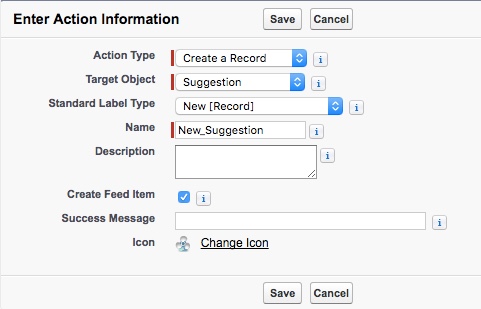 Enter Action Information Save Cancel
Action Type Create a Record i
Target Object Suggestion i
Standard Label Type New [Record] i
Name New_Suggestion i
Description i
Create Feed Item i
Success Message i
Icon Change Icon
Save Cancel